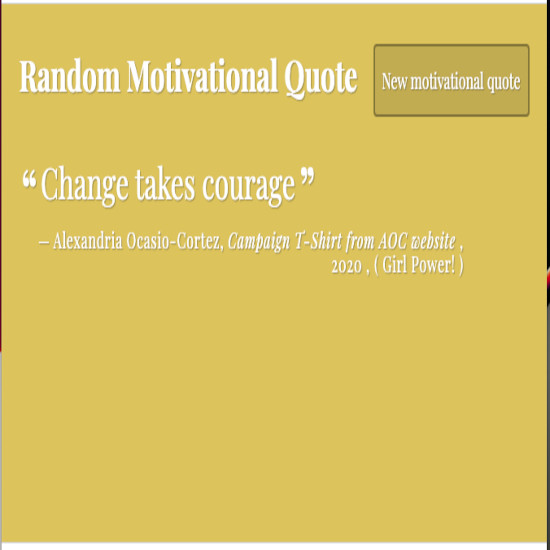 Random Motivational Quote
New motivational quote
“ Change takes courage ”
– Alexandria Ocasio-Cortez, Campaign T-Shirt from AOC website ,
2020 , ( Girl Power! )